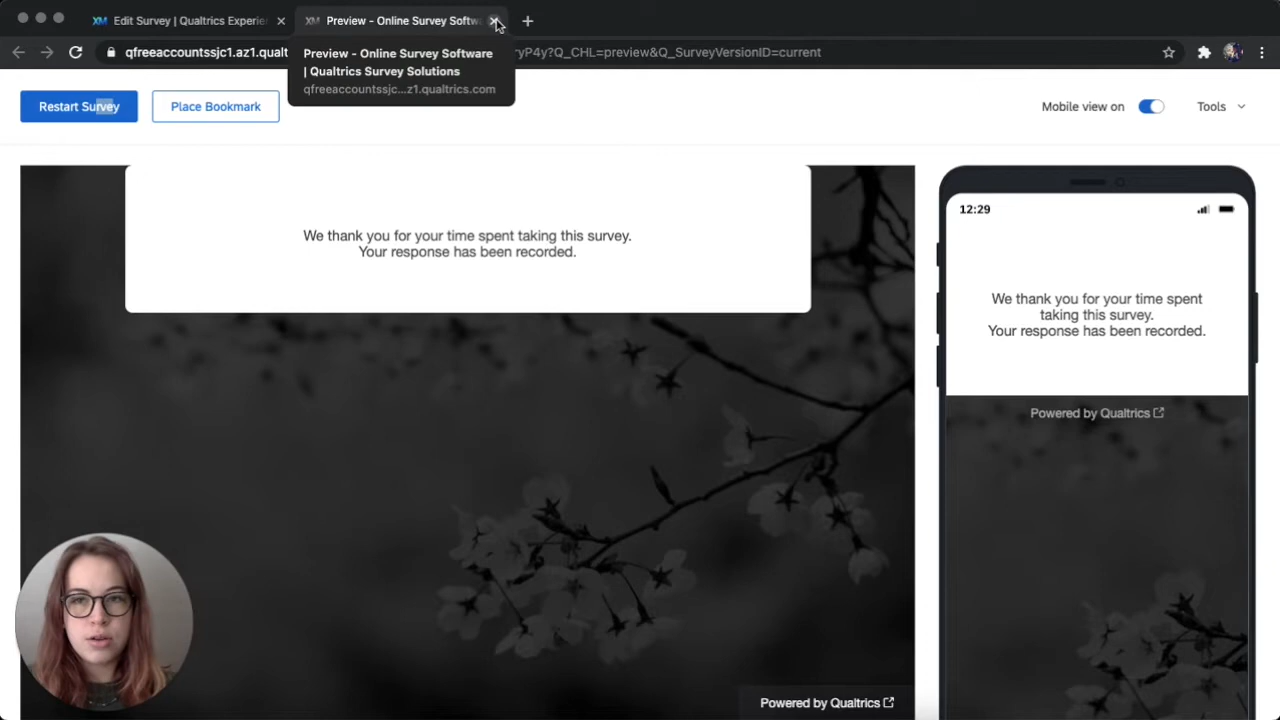 Edit Survey | Qualtrics Experie
Preview - Online Survey Softw
qfreeaccountssjc1.az1.qualt
ryP4y?Q_CHL=preview&Q_SurveyVersionID=current
Preview - Online Survey Software
| Qualtrics Survey Solutions
qfreeaccountssjc...z1.qualtrics.com
Restart Survey
Place Bookmark
Mobile view on
Tools
We thank you for your time spent taking this survey.
Your response has been recorded.
12:29
We thank you for your time spent
taking this survey.
Your response has been recorded.
Powered by Qualtrics
Powered by Qualtrics